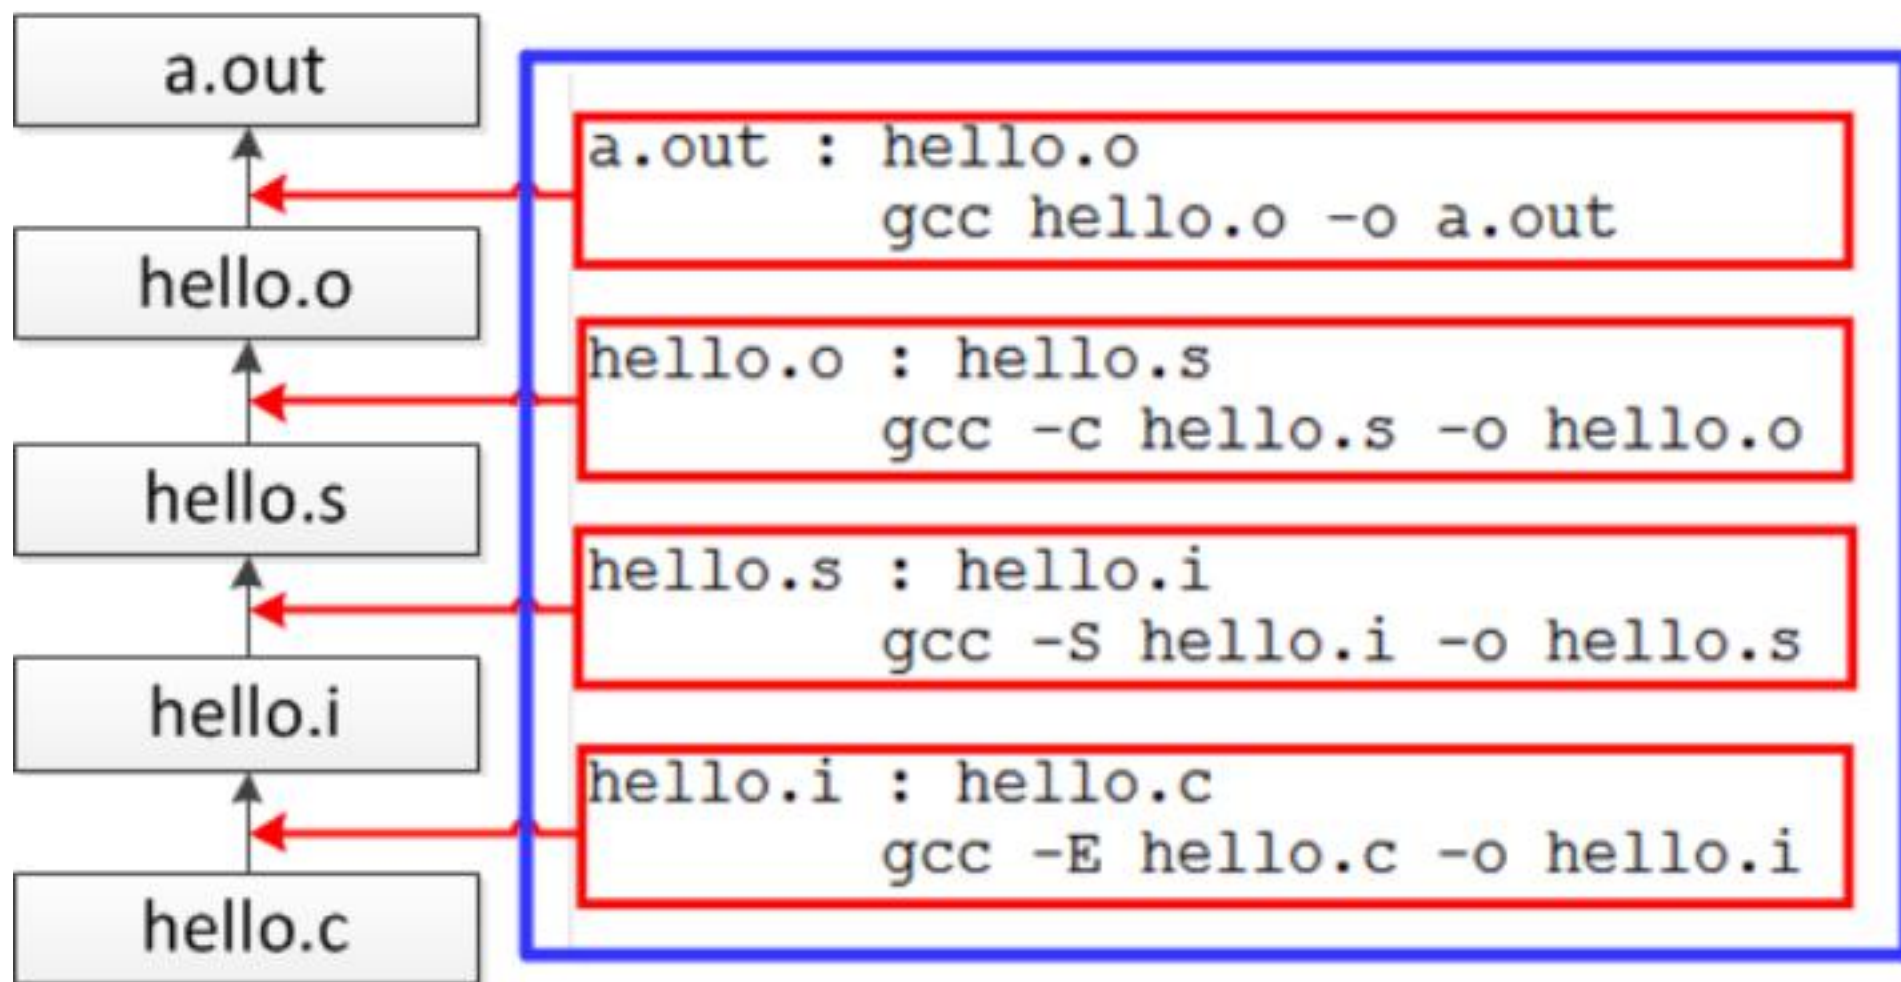 a.out
hello.o
hello.s
hello.i
hello.c
a.out : hello.o
gcc hello.o -o a.out
hello.o : hello.s
gcc -c hello.s -o hello.o
hello.s : hello.i
gcc -S hello.i -o hello.s
hello.i : hello.c
gcc -E hello.c -o hello.i